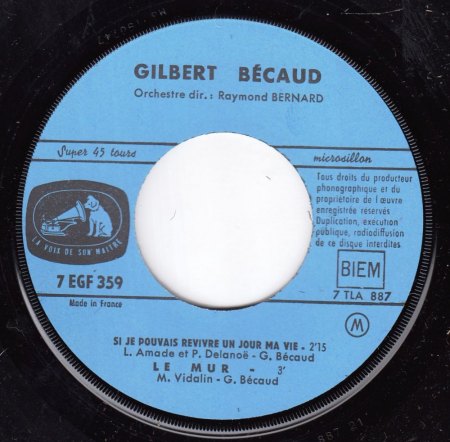 GILBERT BÉCAUD
Orchestre dir.: Raymond BERNARD
Super 45 tours
microsillon
Tous droits du producteur
phonographique et du
propriétaire de l'œuvre
enregistrée réservés
Duplication, execution
publique, radiodiffusion
de ce disque interdites
LA VOIX DE SON MAITRE
7 EGF 359
Made in France
BIEM
7 TLA 887
M
SI JE POUVAIS REVIVRE UN JOUR MA VIE - 2'15
L. Amade et P. Delanoë - G. Bécaud
LE MUR - 3'
M. Vidalin - G. Bécaud